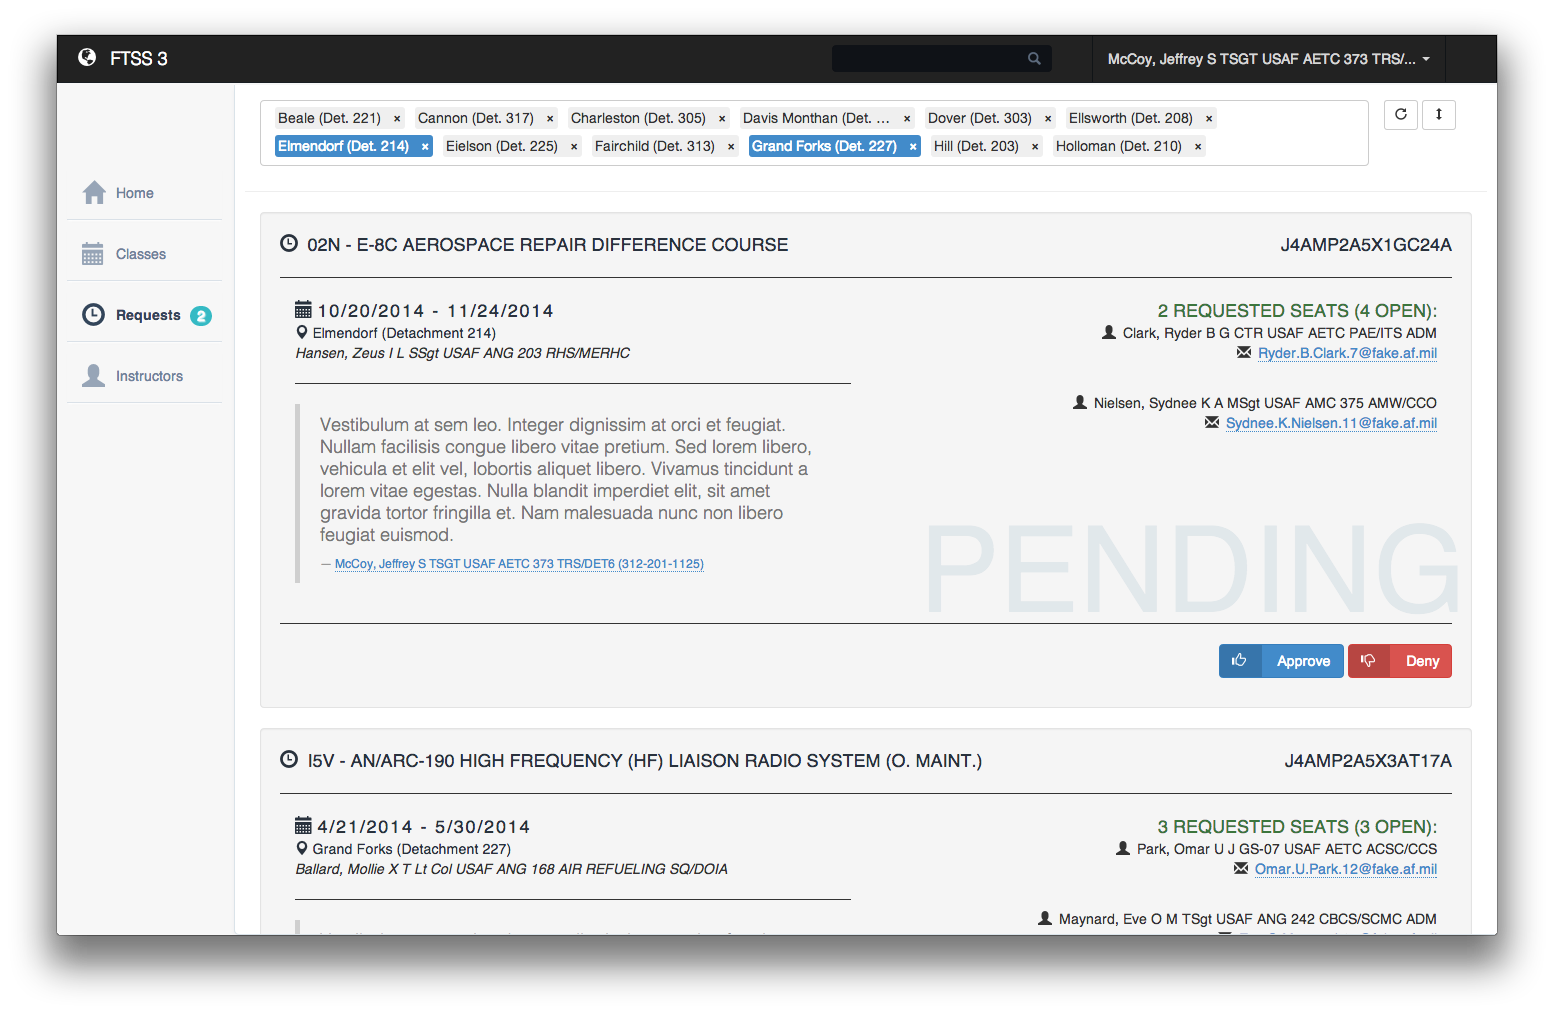 FTSS 3
McCoy, Jeffrey S TSGT USAF AETC 373 TRS/...
Beale (Det. 221) × Cannon (Det. 317) × Charleston (Det. 305) × Davis Monthan (Det. ... × Dover (Det. 303) × Ellsworth (Det. 208) ×
Elmendorf (Det. 214) × Eielson (Det. 225) × Fairchild (Det. 313) × Grand Forks (Det. 227) × Hill (Det. 203) × Holloman (Det. 210) ×
Home
Classes
Requests 2
Instructors
02N - E-8C AEROSPACE REPAIR DIFFERENCE COURSE
J4AMP2A5X1GC24A
10/20/2014 - 11/24/2014
Elmendorf (Detachment 214)
Hansen, Zeus I L SSgt USAF ANG 203 RHS/MERHC
2 REQUESTED SEATS (4 OPEN):
Clark, Ryder B G CTR USAF AETC PAE/ITS ADM
Ryder.B.Clark.7@fake.af.mil
Nielsen, Sydnee K A MSgt USAF AMC 375 AMW/CCO
Sydnee.K.Nielsen.11@fake.af.mil
Vestibulum at sem leo. Integer dignissim at orci et feugiat.
Nullam facilisis congue libero vitae pretium. Sed lorem libero,
vehicula et elit vel, lobortis aliquet libero. Vivamus tincidunt a
lorem vitae egestas. Nulla blandit imperdiet elit, sit amet
gravida tortor fringilla et. Nam malesuada nunc non libero
feugiat euismod.
— McCoy, Jeffrey S TSGT USAF AETC 373 TRS/DET6 (312-201-1125)
PENDING
Approve
Deny
I5V - AN/ARC-190 HIGH FREQUENCY (HF) LIAISON RADIO SYSTEM (O. MAINT.)
J4AMP2A5X3AT17A
4/21/2014 - 5/30/2014
Grand Forks (Detachment 227)
Ballard, Mollie X T Lt Col USAF ANG 168 AIR REFUELING SQ/DOIA
3 REQUESTED SEATS (3 OPEN):
Park, Omar U J GS-07 USAF AETC ACSC/CCS
Omar.U.Park.12@fake.af.mil
Maynard, Eve O M TSgt USAF ANG 242 CBCS/SCMC ADM